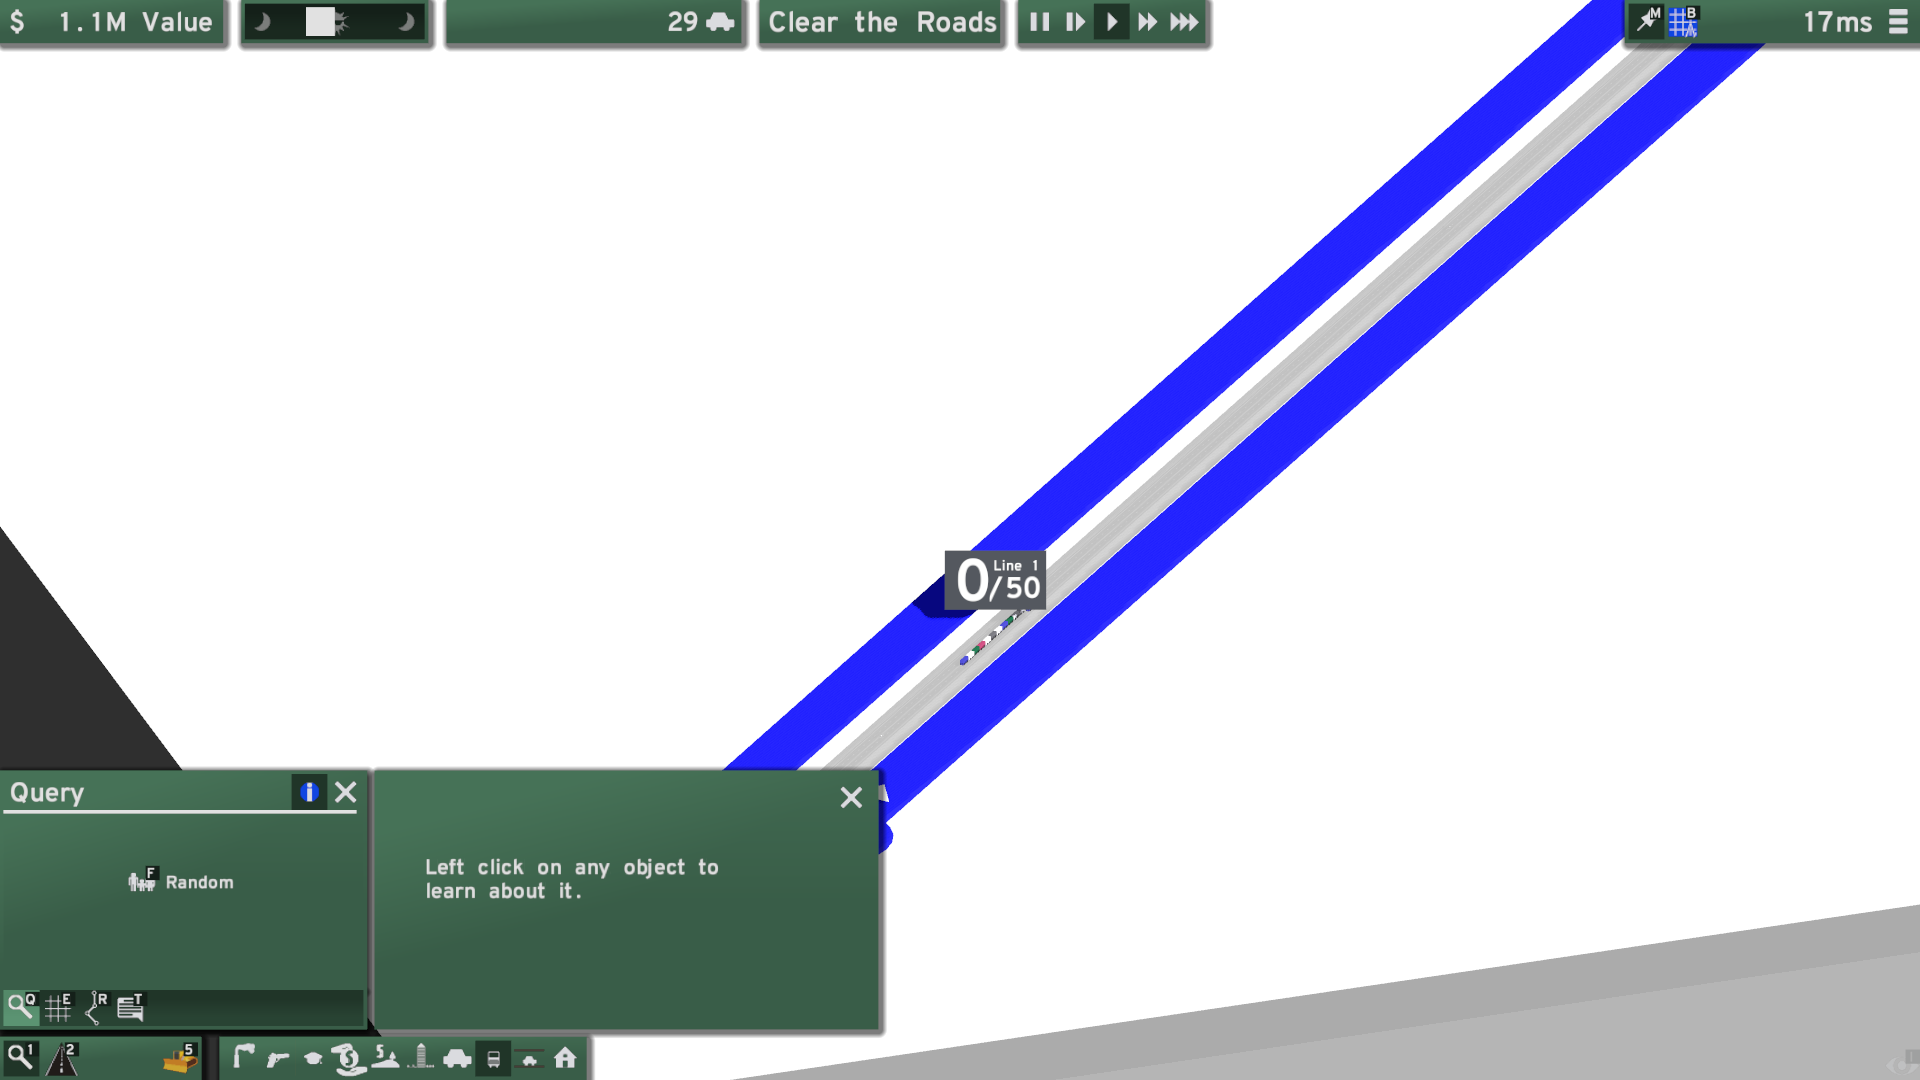 $ 1.1M Value
29
Clear the Roads
M
B
17ms
Line 1
0/50
Query
i
F
Random
Left click on any object to
learn about it.
Q
E
R
T
1
2
5
$
S
L